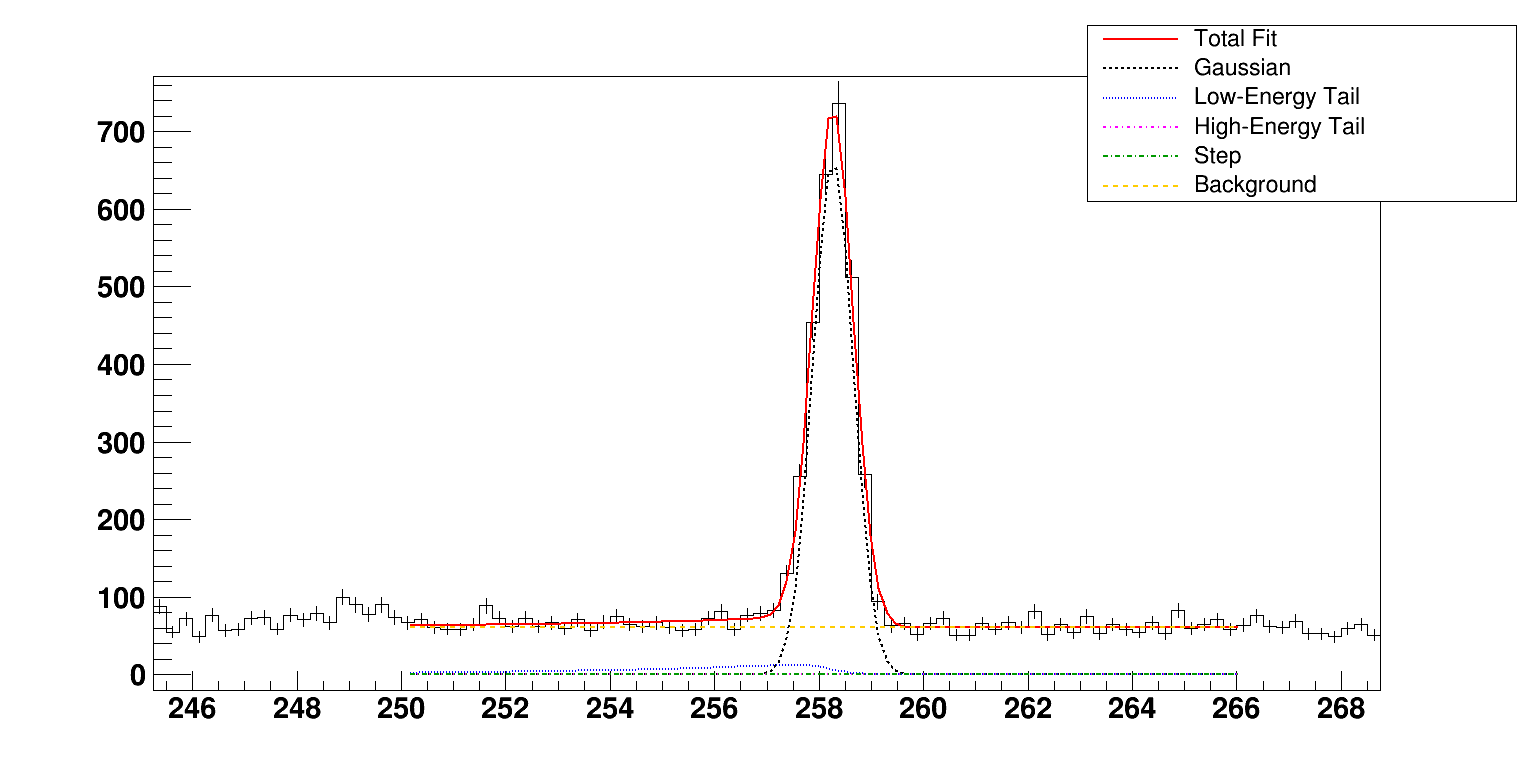 Total Fit
Gaussian
Low-Energy Tail
High-Energy Tail
Step
Background
700
600
500
400
300
200
100
0
246 248 250 252 254 256 258 260 262 264 266 268